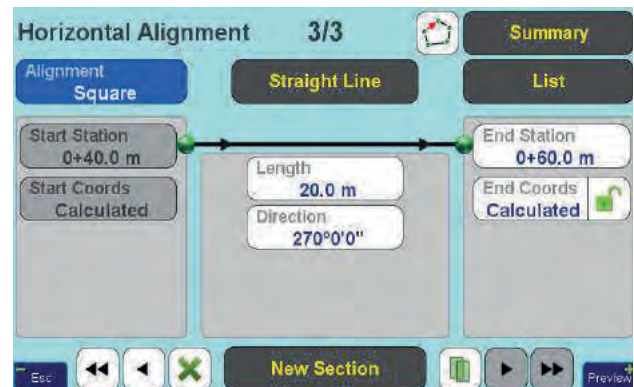 Horizontal Alignment 3/3 Summary
Alignment
Square
Straight Line
List
Start Station
0+40.0 m
Start Coords
Calculated
Length
20.0 m
Direction
270°0'0"
End Station
0+60.0 m
End Coords
Calculated
Esc
New Section
Preview